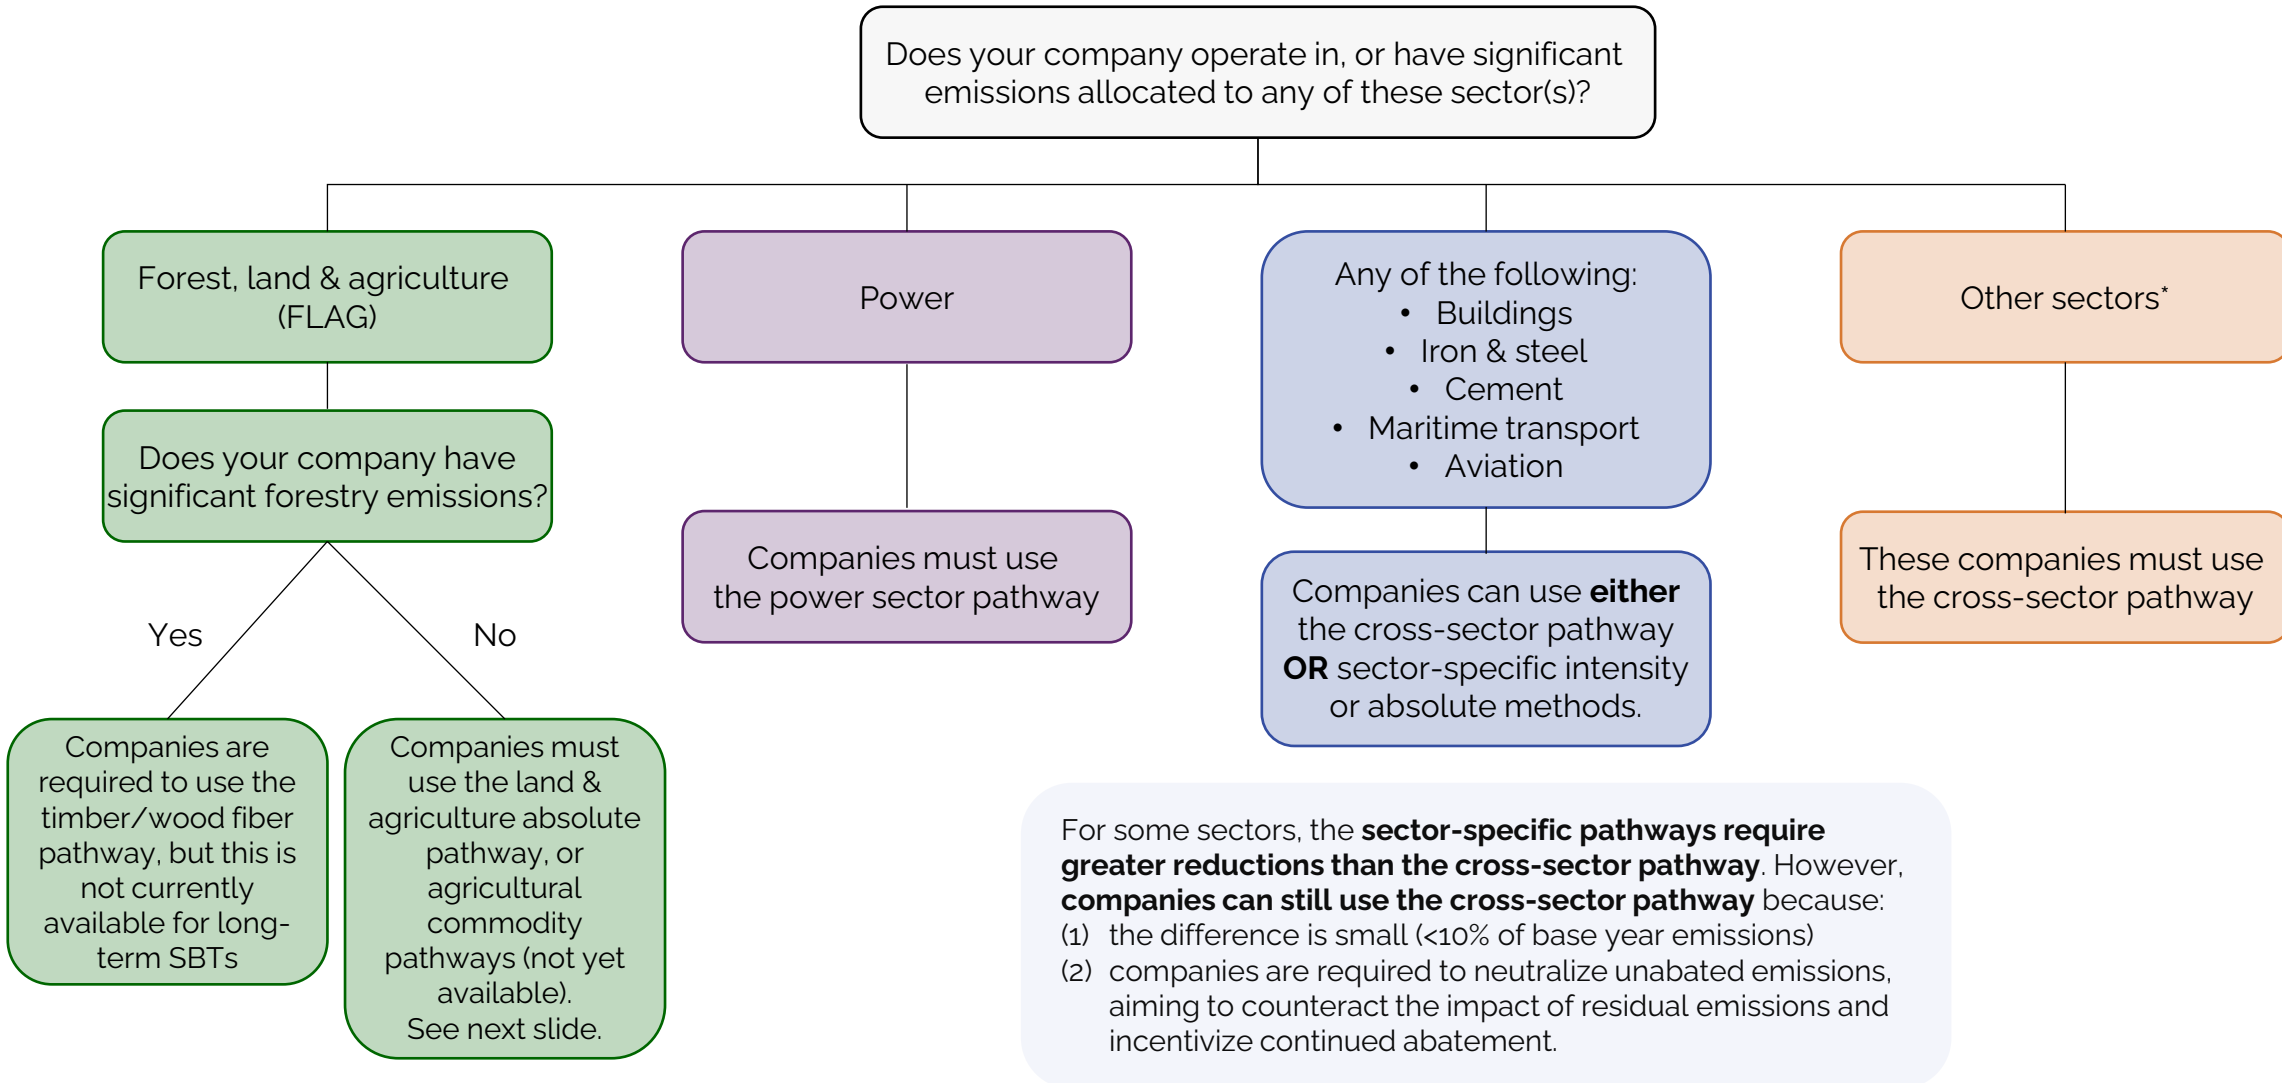 Does your company operate in, or have significant
emissions allocated to any of these sector(s)?
Forest, land & agriculture
(FLAG)
Power
Any of the following:
• Buildings
• Iron & steel
• Cement
• Maritime transport
• Aviation
Other sectors*
Does your company have
significant forestry emissions?
Companies must use
the power sector pathway
Companies can use either
the cross-sector pathway
OR sector-specific intensity
or absolute methods.
These companies must use
the cross-sector pathway
Yes
No
Companies are
required to use the
timber/wood fiber
pathway, but this is
not currently
available for long-
term SBTs
Companies must
use the land &
agriculture absolute
pathway, or
agricultural
commodity
pathways (not yet
available).
See next slide.
For some sectors, the sector-specific pathways require
greater reductions than the cross-sector pathway. However,
companies can still use the cross-sector pathway because:
(1) the difference is small (<10% of base year emissions)
(2) companies are required to neutralize unabated emissions,
aiming to counteract the impact of residual emissions and
incentivize continued abatement.